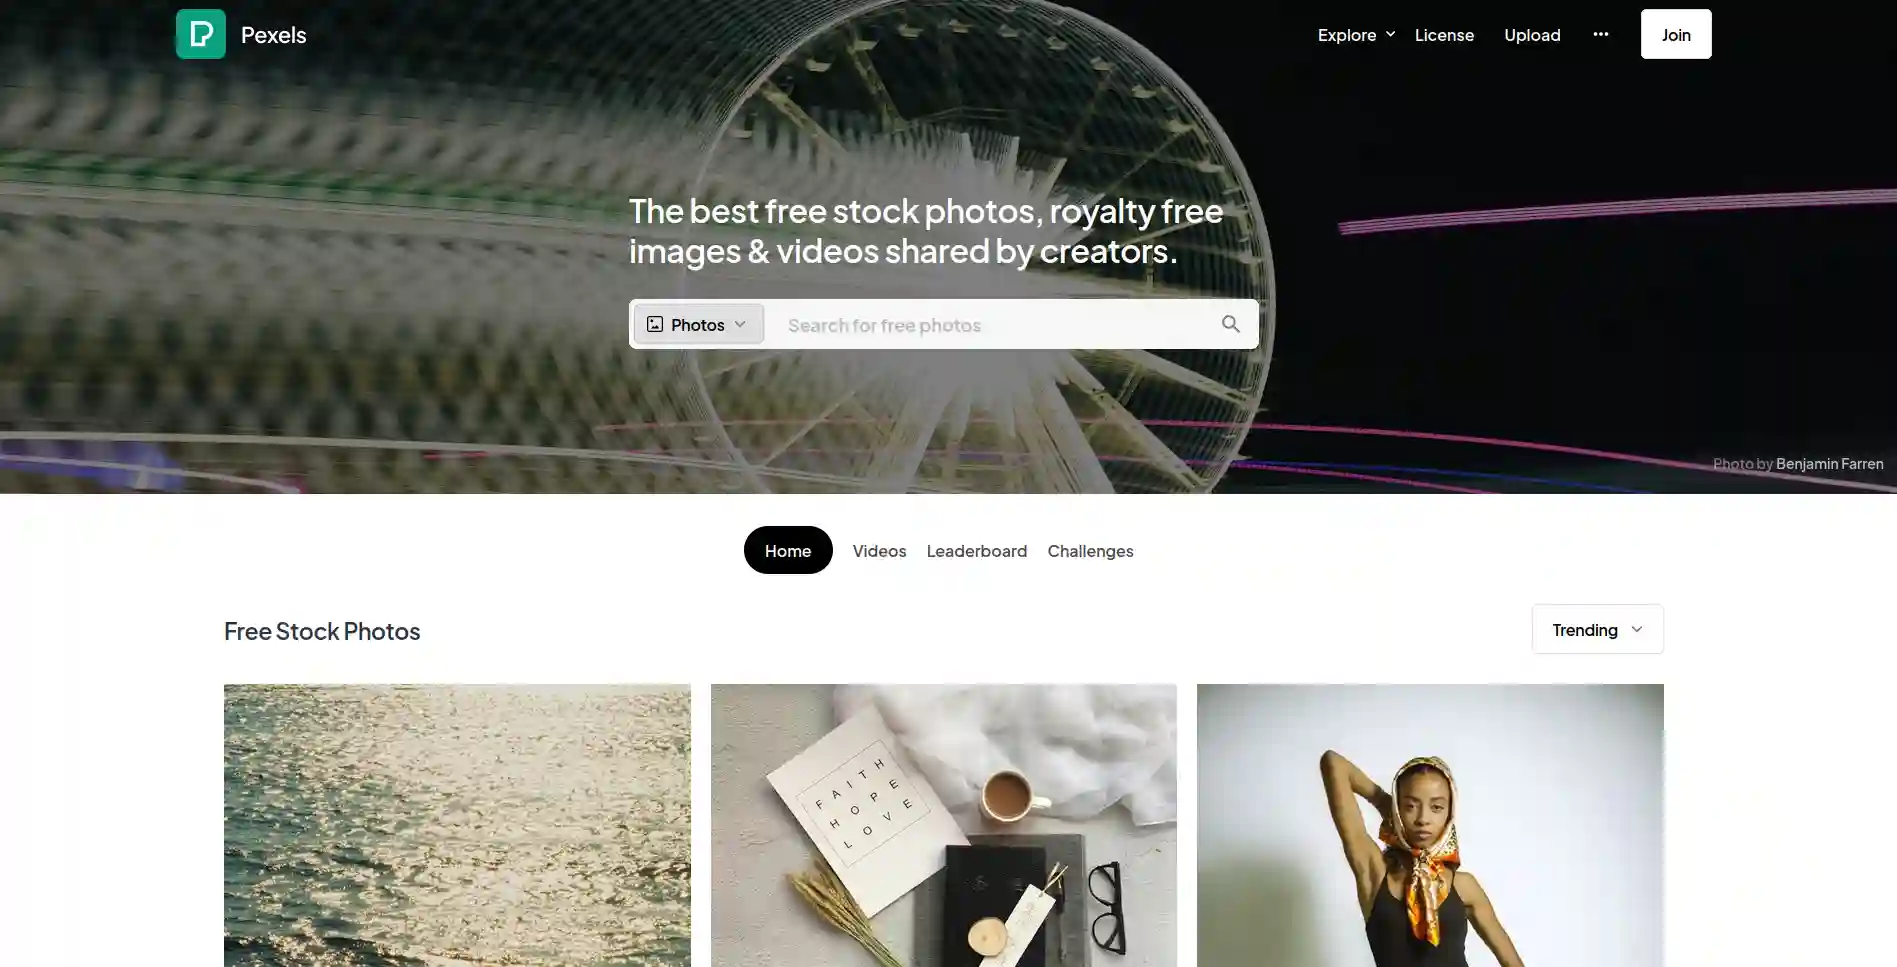 Pexels
Explore
License
Upload
Join
The best free stock photos, royalty free
images & videos shared by creators.
Photos
Search for free photos
Photo by Benjamin Farren
Home
Videos
Leaderboard
Challenges
Free Stock Photos
Trending
FAITH
HOPE
LOVE